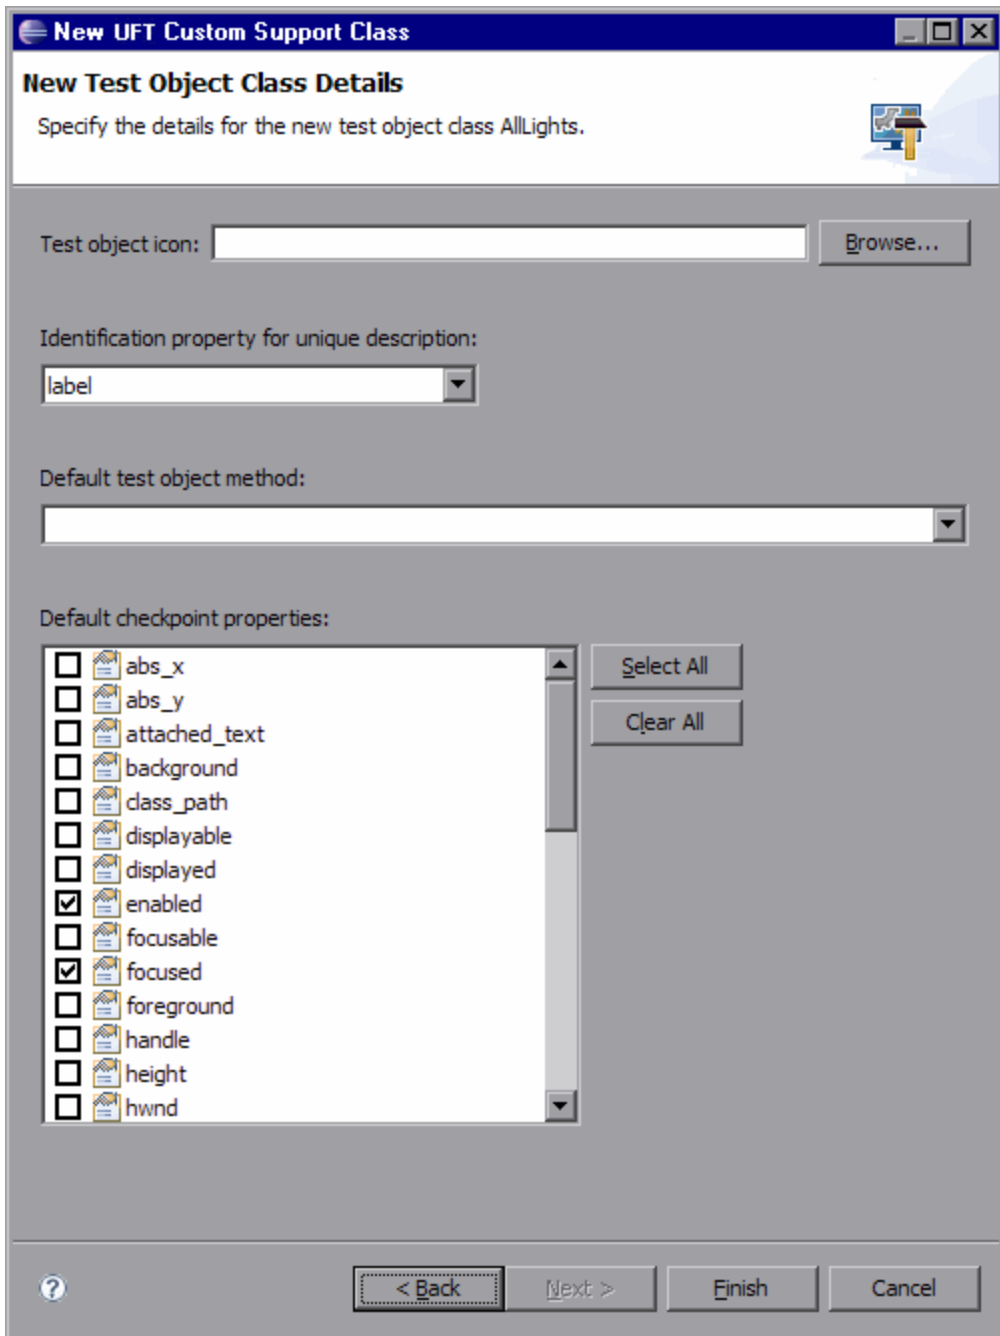 New UFT Custom Support Class
New Test Object Class Details
Specify the details for the new test object class AllLights.
Test object icon:
Browse...
Identification property for unique description:
label
Default test object method:
Default checkpoint properties:
abs_x
Select All
abs_y
Clear All
attached_text
background
class_path
displayable
displayed
enabled
focusable
focused
foreground
handle
height
hwnd
?
< Back
Next >
Finish
Cancel